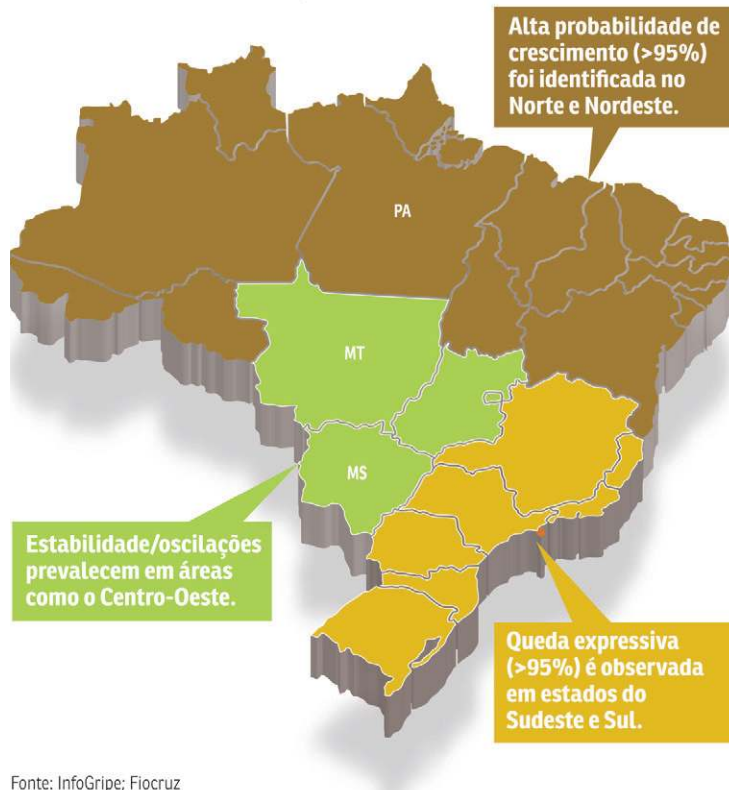 Alta probabilidade de
crescimento (>95%)
foi identificada no
Norte e Nordeste.
PA
MT
MS
Estabilidade/oscilações
prevalecem em áreas
como o Centro-Oeste.
Queda expressiva
(>95%) é observada
em estados do
Sudeste e Sul.
Fonte: InfoGripe; Fiocruz